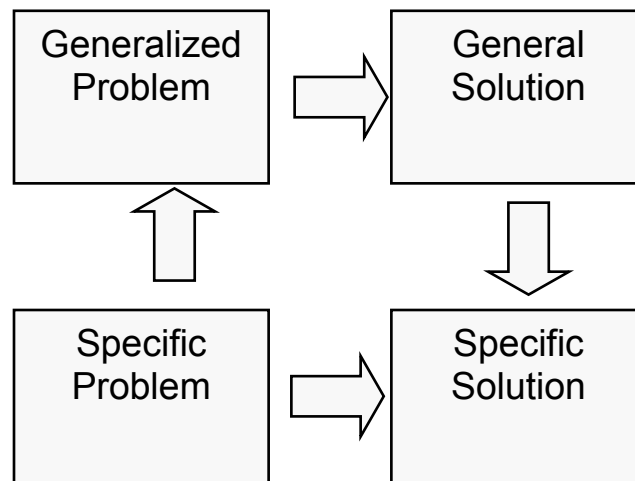 Generalized
Problem
General
Solution
Specific
Problem
Specific
Solution